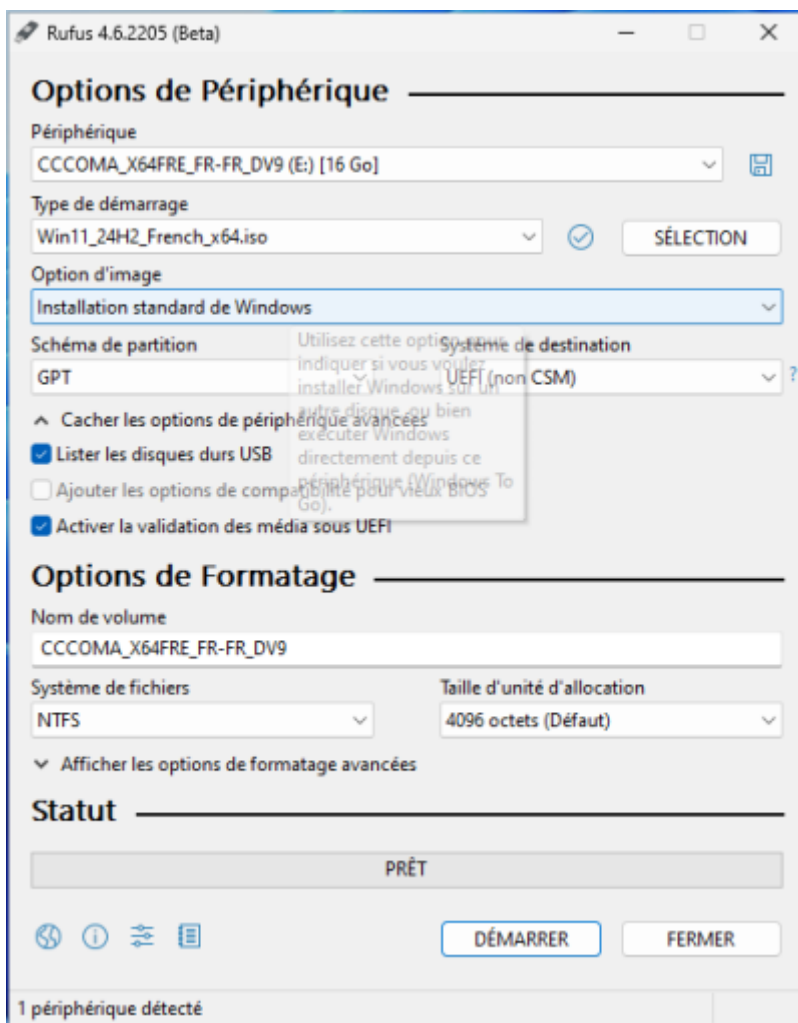 Rufus 4.6.2205 (Beta)
Options de Périphérique
Périphérique
CCCOMA_X64FRE_FR-FR_DV9 (E:) [16 Go]
Type de démarrage
Win11_24H2_French_x64.iso
SÉLECTION
Option d'image
Installation standard de Windows
Schéma de partition
Système de destination
GPT
UEFI (non CSM)
?
Utilisez cette option pour
indiquer si vous voulez
installer Windows sur un
autre disque, ou bien
exécuter Windows
directement depuis ce
périphérique (Windows To
Go).
Cacher les options de périphérique avancées
Lister les disques durs USB
Ajouter les options de compatibilité pour vieux BIOS
Activer la validation des média sous UEFI
Options de Formatage
Nom de volume
CCCOMA_X64FRE_FR-FR_DV9
Système de fichiers
Taille d'unité d'allocation
NTFS
4096 octets (Défaut)
Afficher les options de formatage avancées
Statut
PRÊT
DÉMARRER
FERMER
1 périphérique détecté